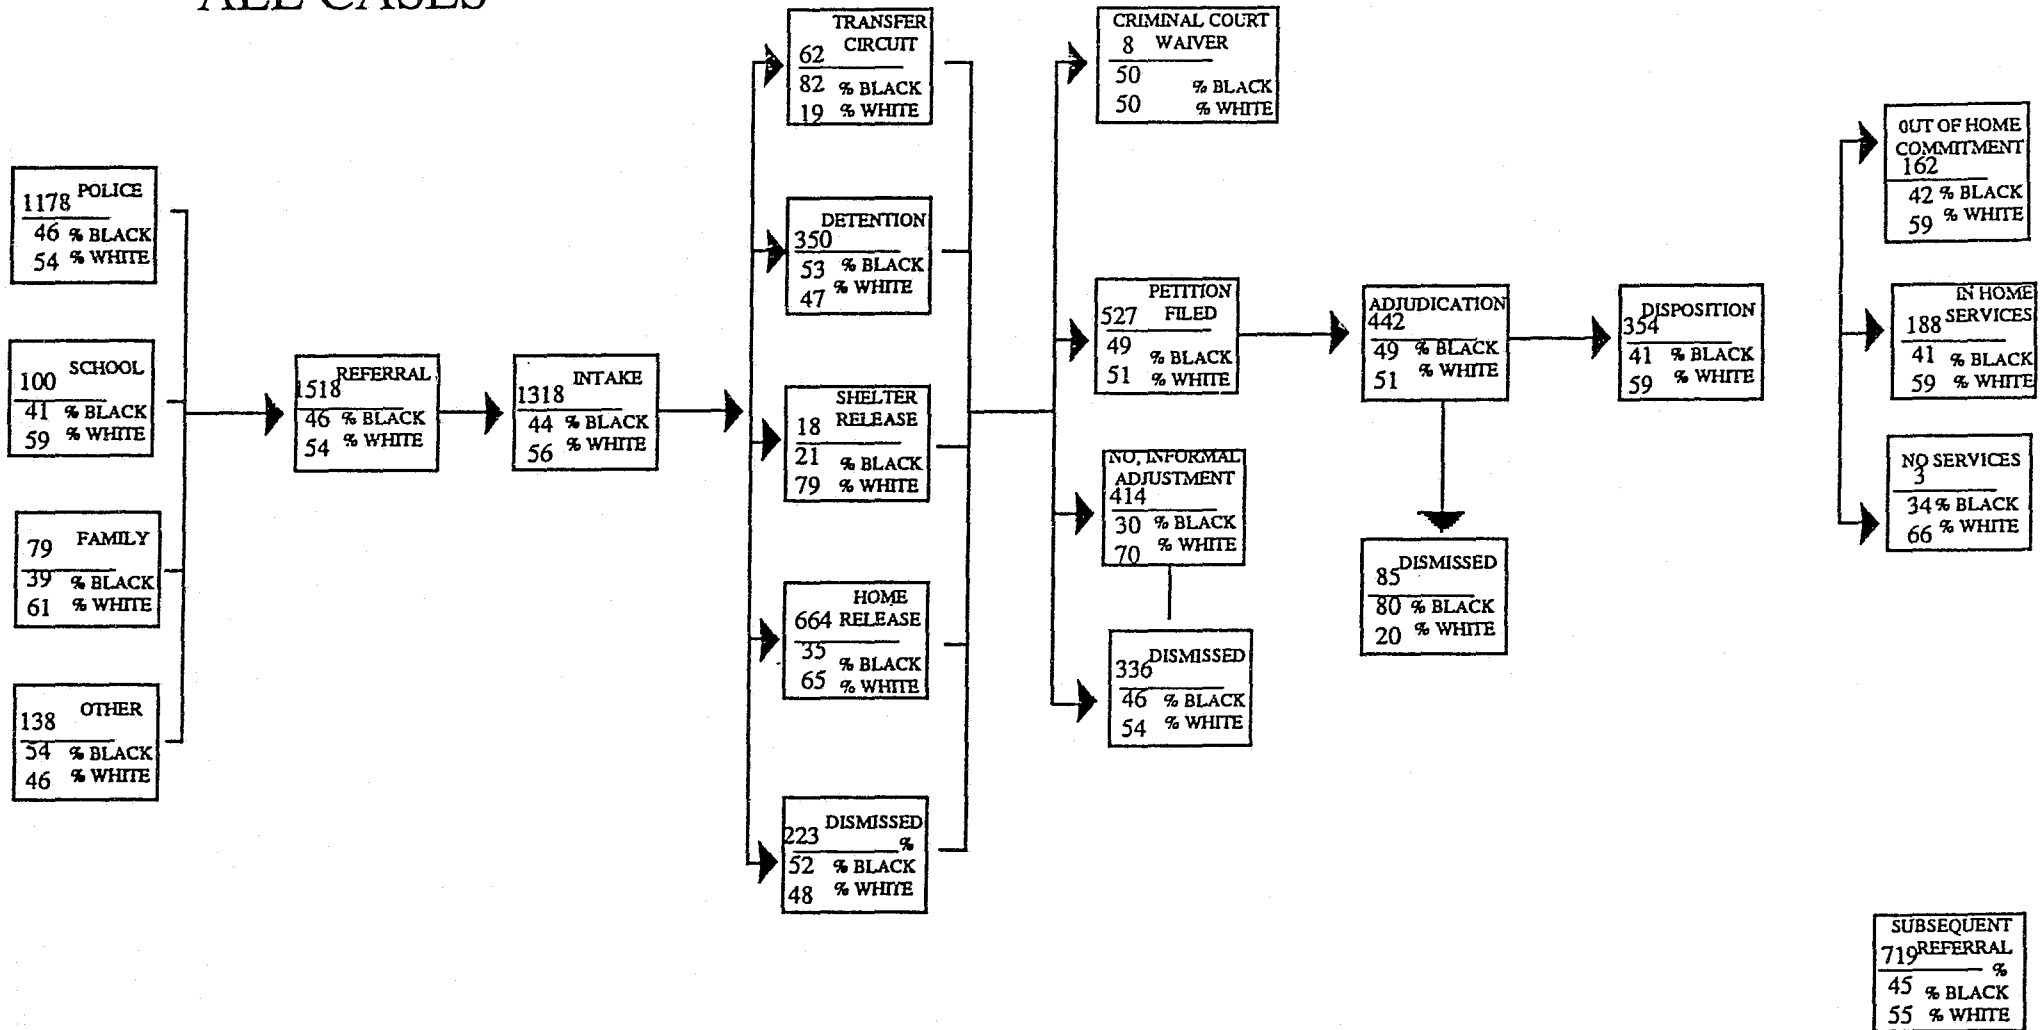 ALL CASES
POLICE
1178
46 % BLACK
54 % WHITE
SCHOOL
100
41 % BLACK
59 % WHITE
FAMILY
79
39 % BLACK
61 % WHITE
OTHER
138
54 % BLACK
46 % WHITE
REFERRAL
1518
46 % BLACK
54 % WHITE
INTAKE
1318
44 % BLACK
56 % WHITE
TRANSFER
CIRCUIT
62
82 % BLACK
19 % WHITE
DETENTION
350
53 % BLACK
47 % WHITE
SHELTER
18 RELEASE
21 % BLACK
79 % WHITE
HOME
664 RELEASE
35 % BLACK
65 % WHITE
DISMISSED
223 %
52 % BLACK
48 % WHITE
CRIMINAL COURT
8 WAIVER
50 % BLACK
50 % WHITE
PETITION
527 FILED
49 % BLACK
51 % WHITE
NO, INFORMAL
ADJUSTMENT
414
30 % BLACK
70 % WHITE
DISMISSED
336
46 % BLACK
54 % WHITE
ADJUDICATION
442
49 % BLACK
51 % WHITE
DISMISSED
85
80 % BLACK
20 % WHITE
DISPOSITION
354
41 % BLACK
59 % WHITE
OUT OF HOME
COMMITMENT
162
42 % BLACK
59 % WHITE
IN HOME
188 SERVICES
41 % BLACK
59 % WHITE
NO SERVICES
3
34 % BLACK
66 % WHITE
SUBSEQUENT
719 REFERRAL
%
45 % BLACK
55 % WHITE